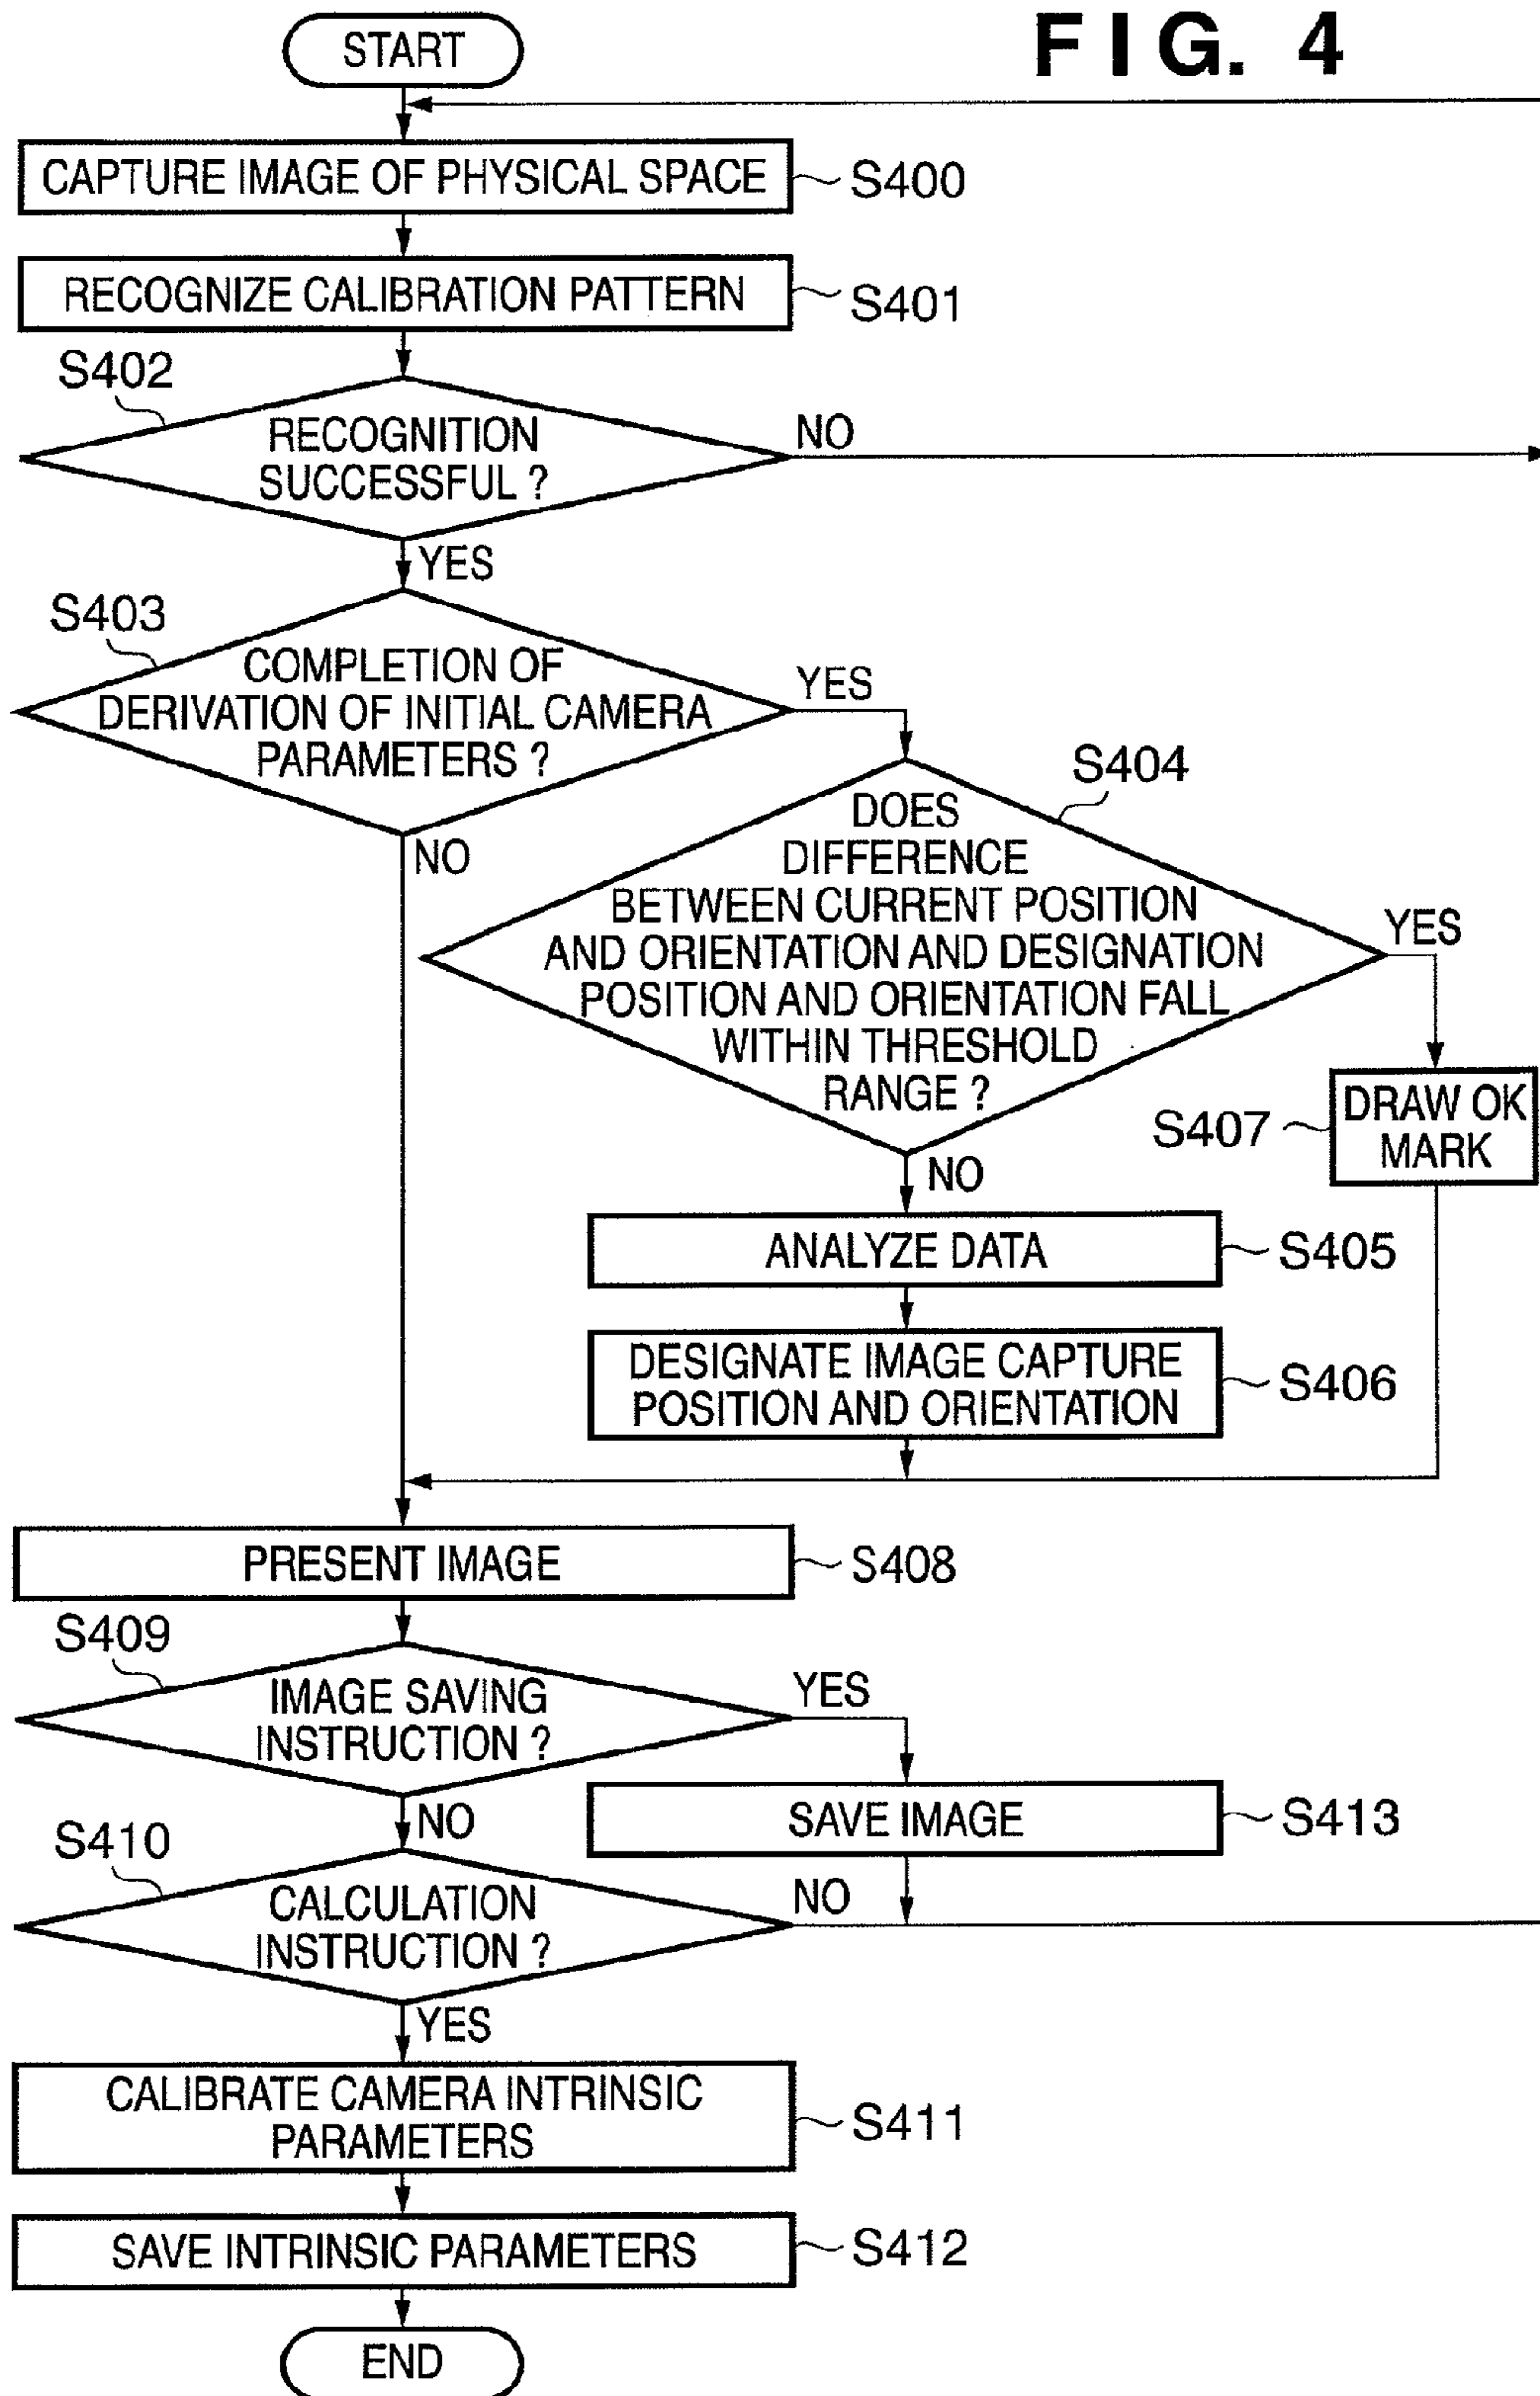 FIG. 4
START
CAPTURE IMAGE OF PHYSICAL SPACE
S400
RECOGNIZE CALIBRATION PATTERN
S401
S402
RECOGNITION
SUCCESSFUL ?
NO
YES
S403
COMPLETION OF
DERIVATION OF INITIAL CAMERA
PARAMETERS ?
YES
NO
S404
DOES
DIFFERENCE
BETWEEN CURRENT POSITION
AND ORIENTATION AND DESIGNATION
POSITION AND ORIENTATION FALL
WITHIN THRESHOLD
RANGE ?
YES
NO
S407
DRAW OK
MARK
ANALYZE DATA
S405
DESIGNATE IMAGE CAPTURE
POSITION AND ORIENTATION
S406
PRESENT IMAGE
S408
S409
IMAGE SAVING
INSTRUCTION ?
YES
NO
SAVE IMAGE
S413
S410
CALCULATION
INSTRUCTION ?
NO
YES
CALIBRATE CAMERA INTRINSIC
PARAMETERS
S411
SAVE INTRINSIC PARAMETERS
S412
END